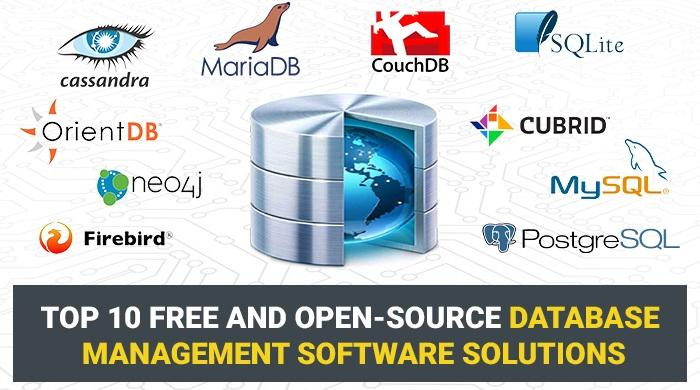 cassandra
MariaDB
CouchDB
SQLite
OrientDB
CUBRID
neo4j
MySQL®
Firebird®
PostgreSQL
TOP 10 FREE AND OPEN-SOURCE DATABASE
MANAGEMENT SOFTWARE SOLUTIONS